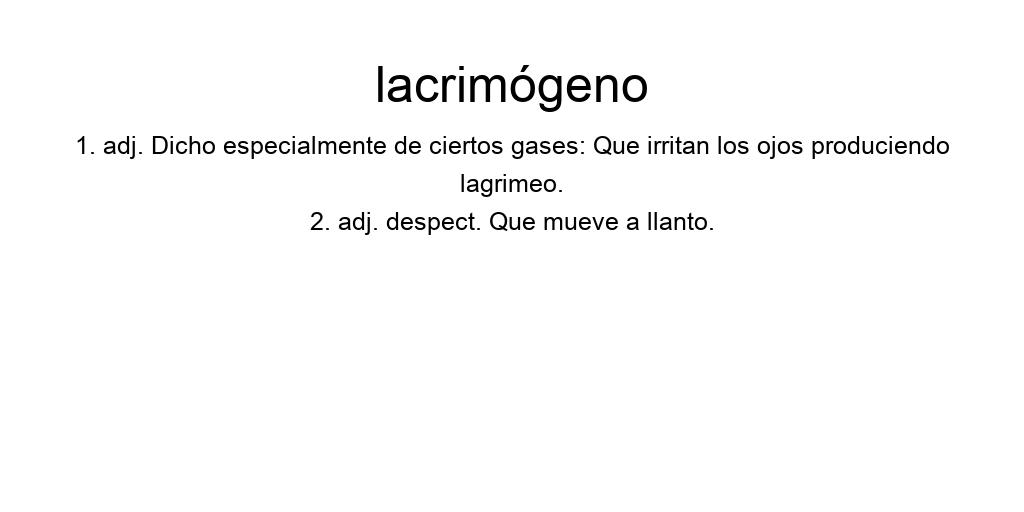 lacrimógeno
1. adj. Dicho especialmente de ciertos gases: Que irritan los ojos produciendo
lagrimeo.
2. adj. despect. Que mueve a llanto.